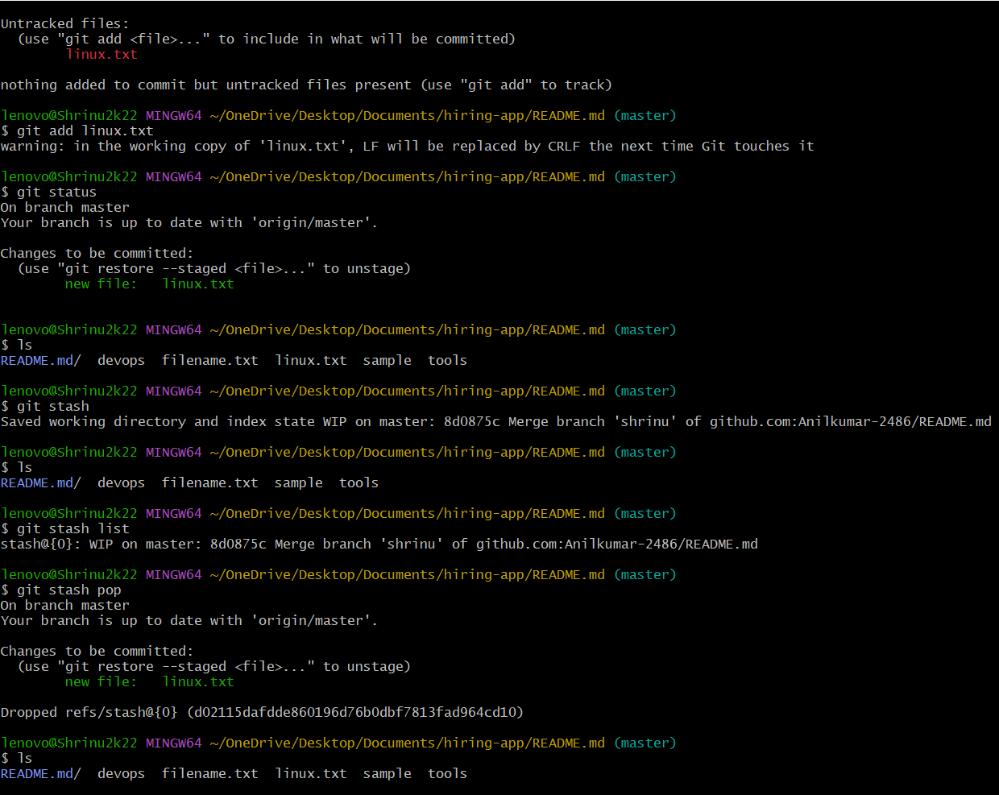 Untracked files:
  (use "git add <file>..." to include in what will be committed)
        linux.txt
nothing added to commit but untracked files present (use "git add" to track)
lenovo@Shrinu2k22 MINGW64 ~/OneDrive/Desktop/Documents/hiring-app/README.md (master)
$ git add linux.txt
warning: in the working copy of 'linux.txt', LF will be replaced by CRLF the next time Git touches it
lenovo@Shrinu2k22 MINGW64 ~/OneDrive/Desktop/Documents/hiring-app/README.md (master)
$ git status
On branch master
Your branch is up to date with 'origin/master'.
Changes to be committed:
  (use "git restore --staged <file>..." to unstage)
        new file:   linux.txt
lenovo@Shrinu2k22 MINGW64 ~/OneDrive/Desktop/Documents/hiring-app/README.md (master)
$ ls
README.md/  devops  filename.txt  linux.txt  sample  tools
lenovo@Shrinu2k22 MINGW64 ~/OneDrive/Desktop/Documents/hiring-app/README.md (master)
$ git stash
Saved working directory and index state WIP on master: 8d0875c Merge branch 'shrinu' of github.com:Anilkumar-2486/README.md
lenovo@Shrinu2k22 MINGW64 ~/OneDrive/Desktop/Documents/hiring-app/README.md (master)
$ ls
README.md/  devops  filename.txt  sample  tools
lenovo@Shrinu2k22 MINGW64 ~/OneDrive/Desktop/Documents/hiring-app/README.md (master)
$ git stash list
stash@{0}: WIP on master: 8d0875c Merge branch 'shrinu' of github.com:Anilkumar-2486/README.md
lenovo@Shrinu2k22 MINGW64 ~/OneDrive/Desktop/Documents/hiring-app/README.md (master)
$ git stash pop
On branch master
Your branch is up to date with 'origin/master'.
Changes to be committed:
  (use "git restore --staged <file>..." to unstage)
        new file:   linux.txt
Dropped refs/stash@{0} (d02115dafdde860196d76b0dbf7813fad964cd10)
lenovo@Shrinu2k22 MINGW64 ~/OneDrive/Desktop/Documents/hiring-app/README.md (master)
$ ls
README.md/  devops  filename.txt  linux.txt  sample  tools